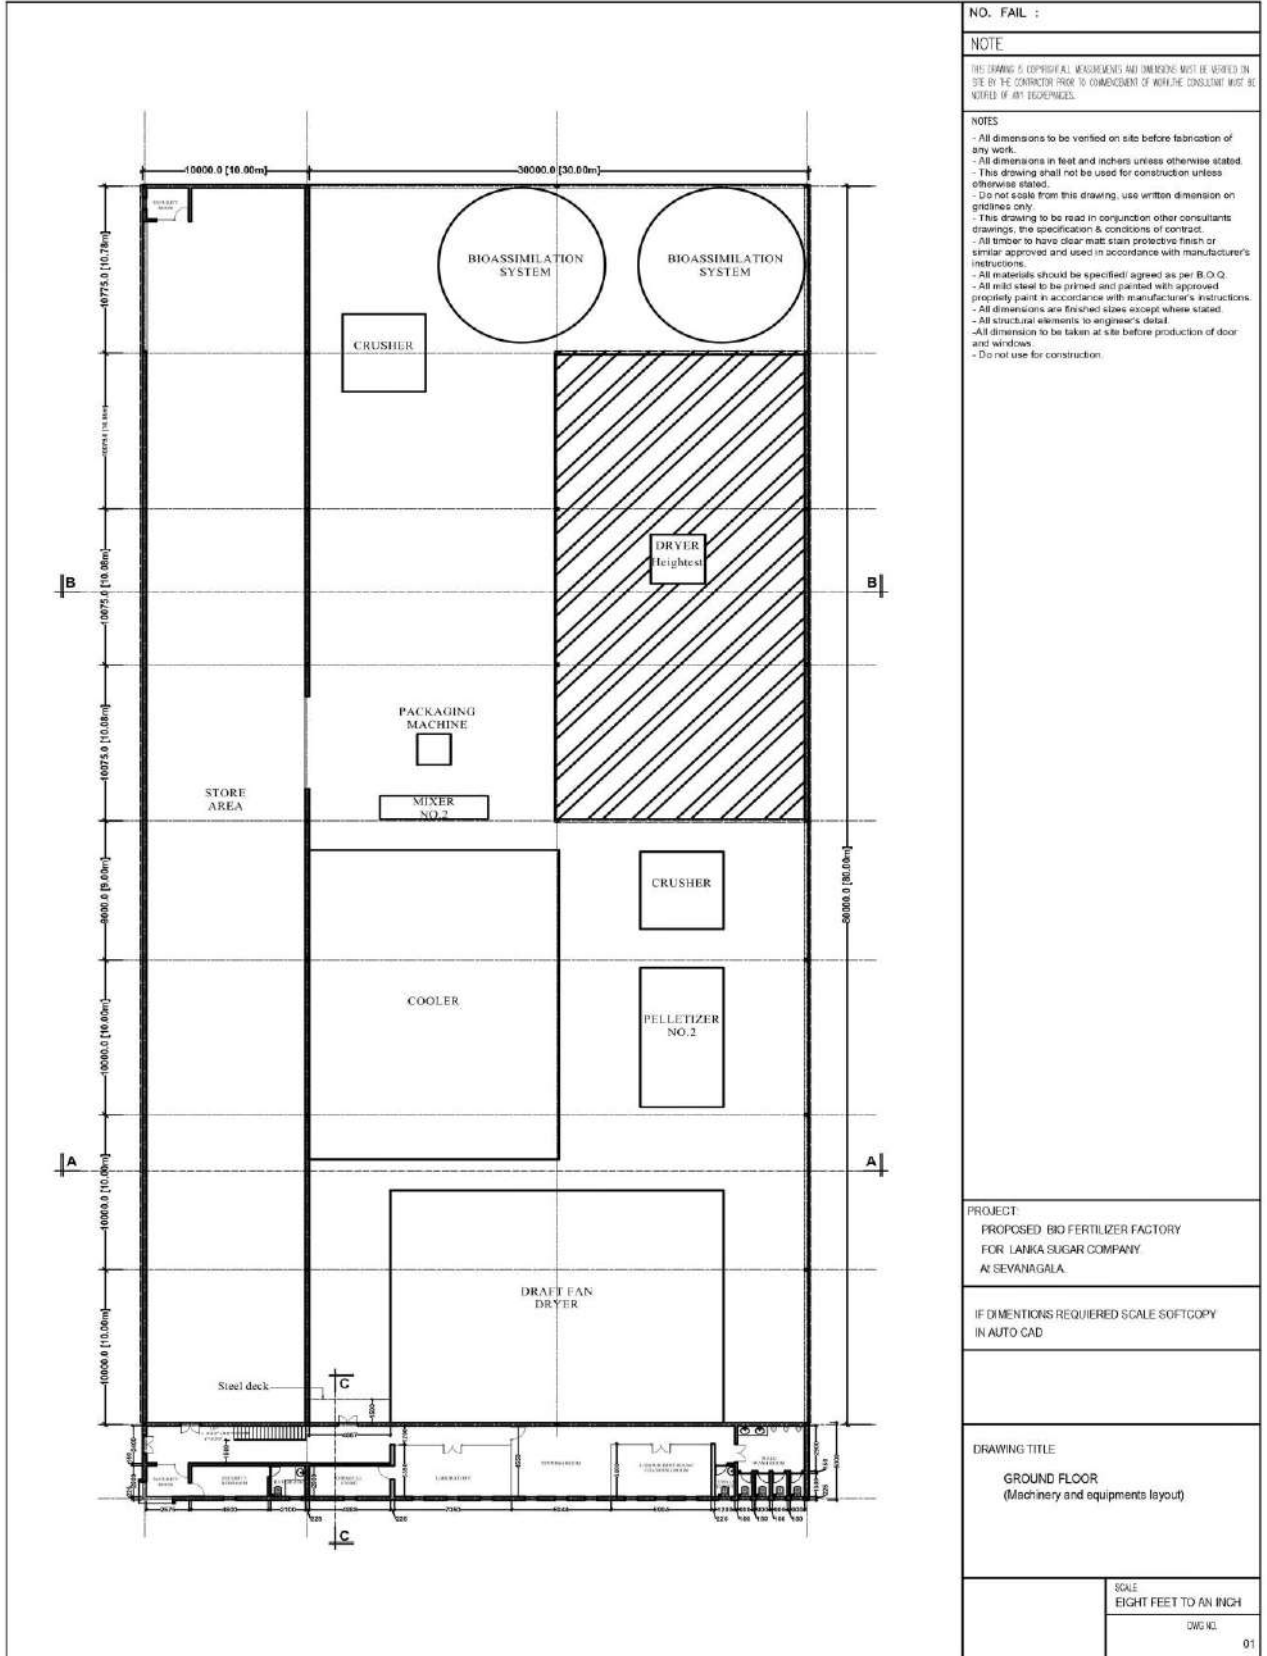 NO. FAIL :
NOTE
THIS DRAWING IS COPYRIGHT.ALL MEASUREMENTS AND DIMENSIONS MUST BE VERIFIED ON
SITE BY THE CONTRACTOR PRIOR TO COMMENCEMENT OF WORK.THE CONSULTANT MUST BE
NOTIFIED OF ANY DISCREPANCIES.
NOTES
- All dimensions to be verified on site before fabrication of
any work.
- All dimensions in feet and inchers unless otherwise stated.
- This drawing shall not be used for construction unless
otherwise stated.
- Do not scale from this drawing, use written dimension on
gridlines only.
- This drawing to be read in conjunction other consultants
drawings, the specification & conditions of contract.
- All timber to have clear matt stain protective finish or
similar approved and used in accordance with manufacturer's
instructions.
- All materials should be specified/ agreed as per B.O.Q.
- All mild steel to be primed and painted with approved
propriety paint in accordance with manufacturer's instructions.
- All dimensions are finished sizes except where stated.
- All structural elements to engineer's detail.
-All dimension to be taken at site before production of door
and windows.
- Do not use for construction.
10000.0 [10.00m]
30000.0 [30.00m]
BIOASSIMILATION
SYSTEM
BIOASSIMILATION
SYSTEM
10775.0 [10.78m]
CRUSHER
DRYER
Heightest
B
B
10075.0 [10.08m]
10075.0 [10.08m]
PACKAGING
MACHINE
STORE
AREA
MIXER
NO.2
9000.0 [9.00m]
80000.0 [80.00m]
CRUSHER
COOLER
PELLETIZER
NO.2
10000.0 [10.00m]
A
A
10000.0 [10.00m]
DRAFT FAN
DRYER
10000.0 [10.00m]
Steel deck
C
C
PROJECT:
PROPOSED BIO FERTILIZER FACTORY
FOR LANKA SUGAR COMPANY
At SEVANAGALA.
IF DIMENTIONS REQUIERED SCALE SOFTCOPY
IN AUTO CAD
DRAWING TITLE
GROUND FLOOR
(Machinery and equipments layout)
SCALE
EIGHT FEET TO AN INCH
DWG NO.
01